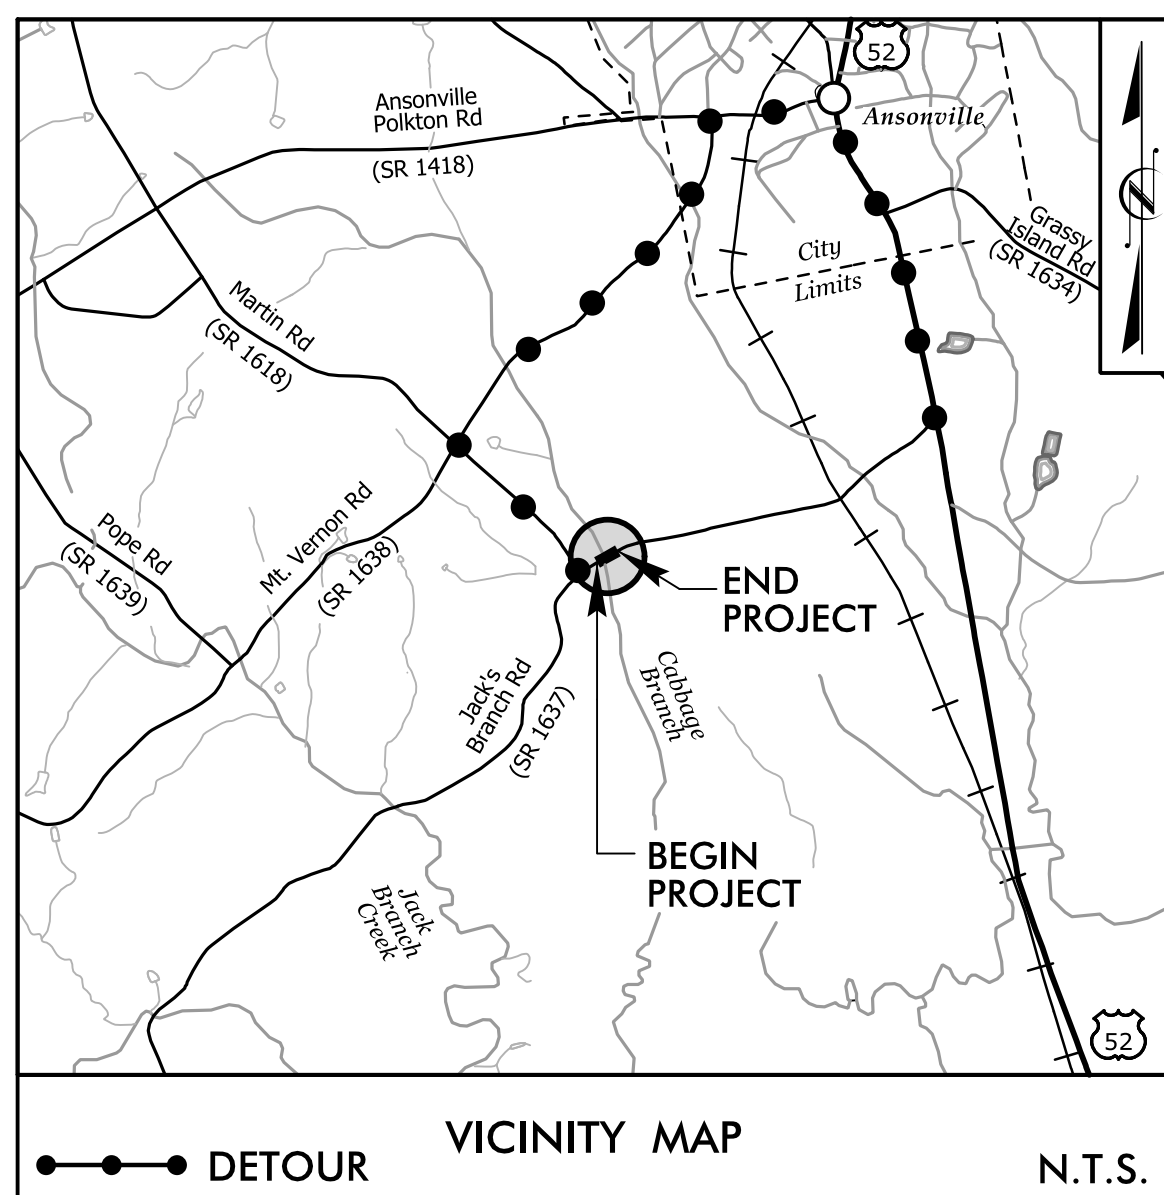 52
Ansonville
Polkton Rd
(SR 1418)
Ansonville
N
Grassy
Island Rd
(SR 1634)
City
Limits
Martin Rd
(SR 1618)
Pope Rd
(SR 1639)
Mt. Vernon Rd
(SR 1638)
END
PROJECT
Jack's
Branch Rd
(SR 1637)
Cabbage
Branch
BEGIN
PROJECT
Jack
Branch
Creek
52
VICINITY MAP
DETOUR
N.T.S.